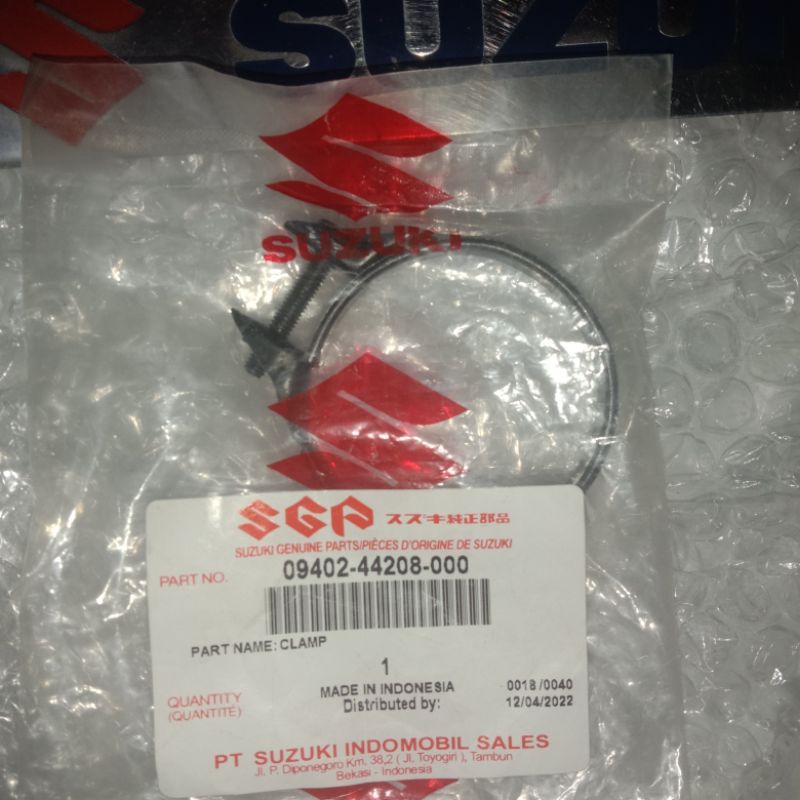 SUZUKI
SUZUKI
SGP スズキ純正部品
SUZUKI GENUINE PARTS/PIÈCES D'ORIGINE DE SUZUKI
PART NO. 09402-44208-000
PART NAME: CLAMP
1
QUANTITY
(QUANTITÉ)
MADE IN INDONESIA 0018 /0040
Distributed by: 12/04/2022
PT SUZUKI INDOMOBIL SALES
Jl. P. Diponegoro Km. 38,2 ( Jl. Toyogiri ), Tambun
Bekasi - Indonesia